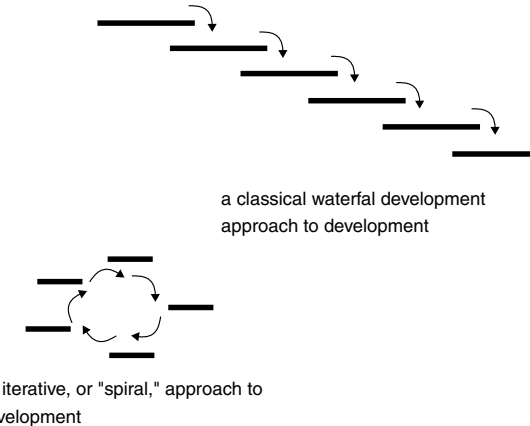 a classical waterfal development
approach to development
iterative, or "spiral," approach to
velopment